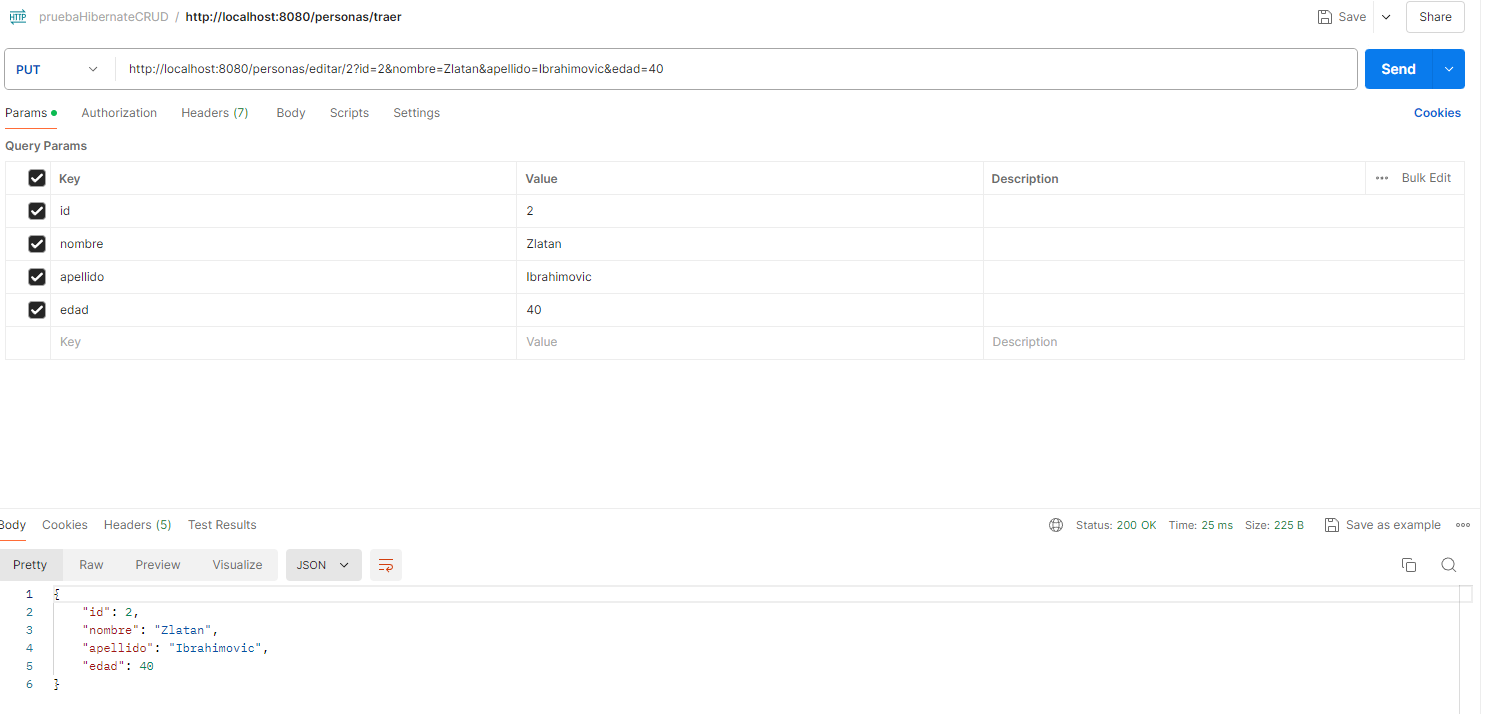 HTTP pruebaHibernateCRUD / http://localhost:8080/personas/traer Save Share
PUT http://localhost:8080/personas/editar/2?id=2&nombre=Zlatan&apellido=Ibrahimovic&edad=40 Send
Params Authorization Headers (7) Body Scripts Settings Cookies
Query Params
Key Value Description Bulk Edit
id 2
nombre Zlatan
apellido Ibrahimovic
edad 40
Key Value Description
Body Cookies Headers (5) Test Results Status: 200 OK Time: 25 ms Size: 225 B Save as example
Pretty Raw Preview Visualize JSON
1 {
2 "id": 2,
3 "nombre": "Zlatan",
4 "apellido": "Ibrahimovic",
5 "edad": 40
6 }